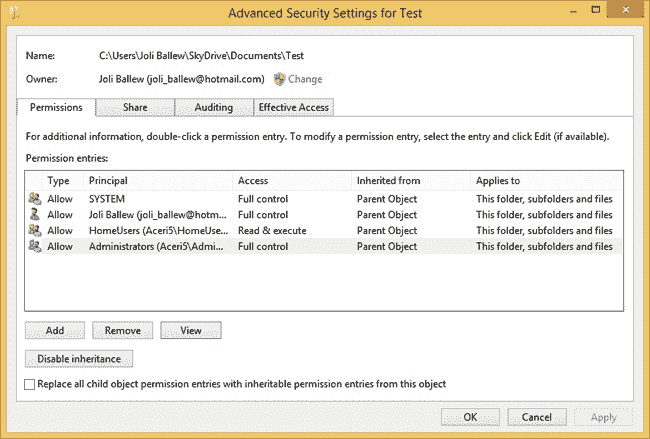 Advanced Security Settings for Test
Name: C:\Users\Joli Ballew\SkyDrive\Documents\Test
Owner: Joli Ballew (joli_ballew@hotmail.com) Change
Permissions Share Auditing Effective Access
For additional information, double-click a permission entry. To modify a permission entry, select the entry and click Edit (if available).
Permission entries:
Type Principal Access Inherited from Applies to
Allow SYSTEM Full control Parent Object This folder, subfolders and files
Allow Joli Ballew (joli_ballew@hotm... Full control Parent Object This folder, subfolders and files
Allow HomeUsers (Aceri5\HomeUse... Read & execute Parent Object This folder, subfolders and files
Allow Administrators (Aceri5\Admi... Full control Parent Object This folder, subfolders and files
Add Remove View
Disable inheritance
Replace all child object permission entries with inheritable permission entries from this object
OK Cancel Apply